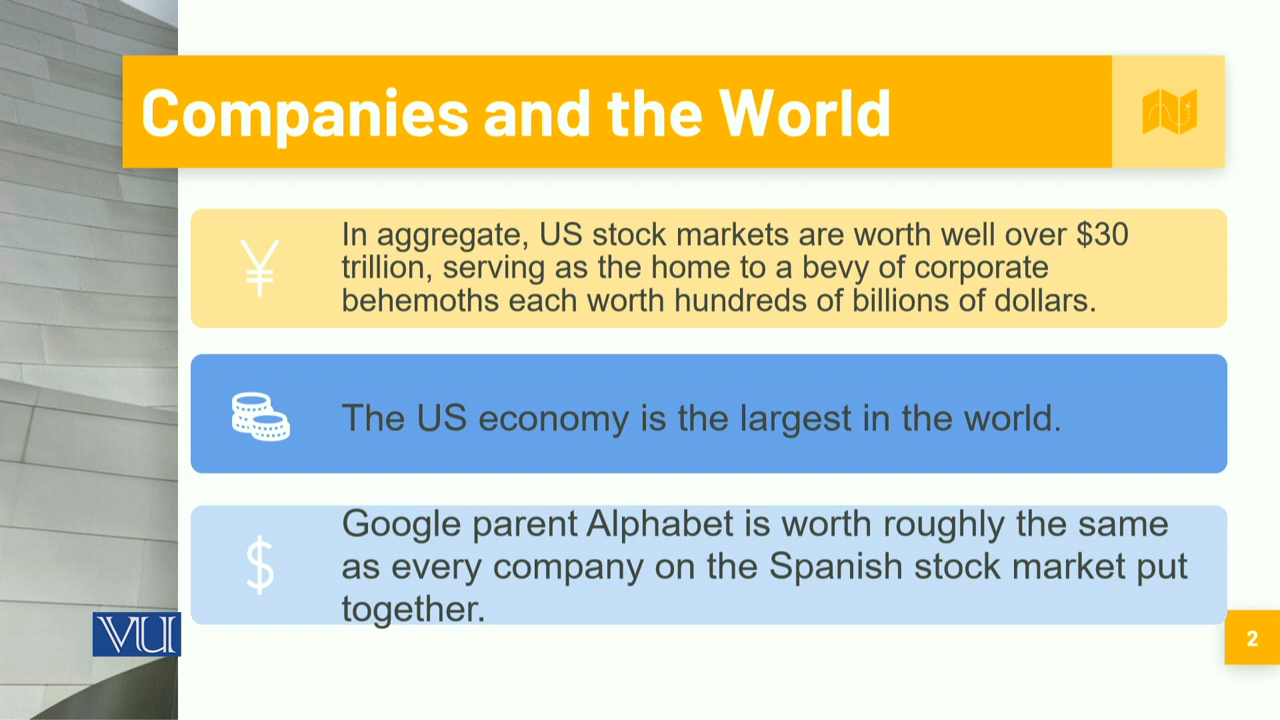 Companies and the World
In aggregate, US stock markets are worth well over $30
trillion, serving as the home to a bevy of corporate
behemoths each worth hundreds of billions of dollars.
The US economy is the largest in the world.
Google parent Alphabet is worth roughly the same
as every company on the Spanish stock market put
together.
VU
2